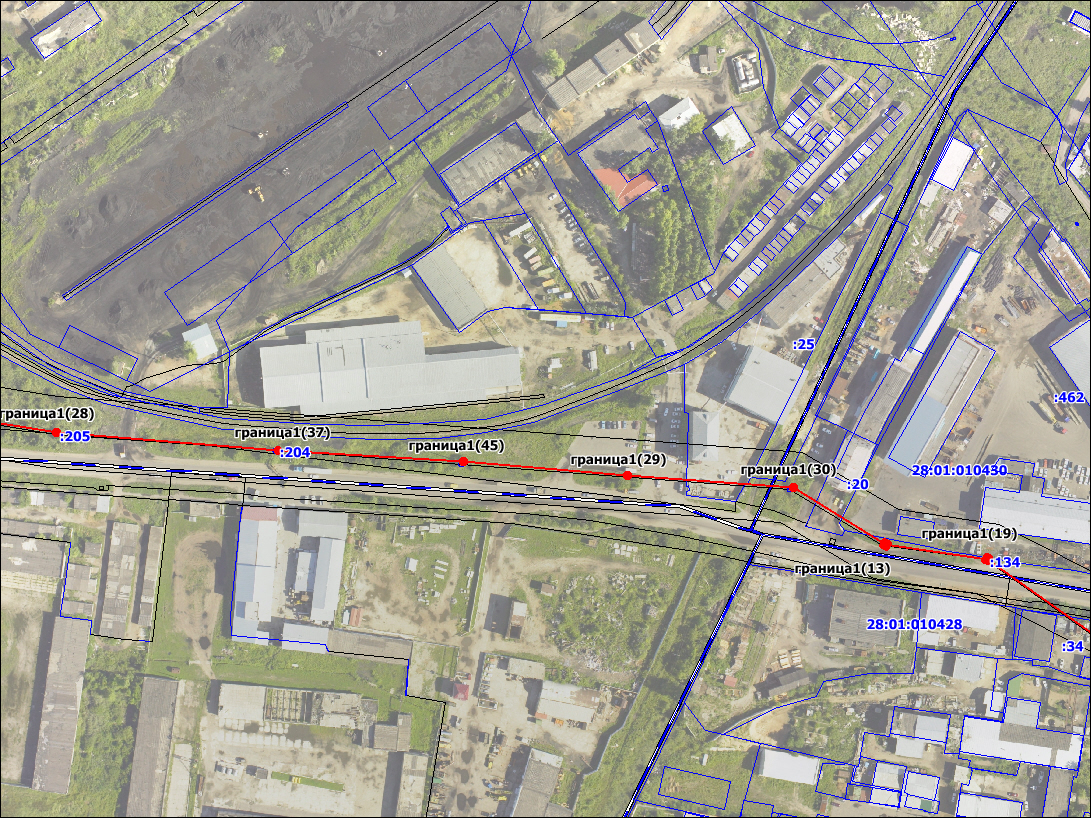 :25
:462
граница1(28)
:205
граница1(37)
:204
граница1(45)
граница1(29)
граница1(30)
28:01:010430
:20
граница1(19)
:134
граница1(13)
28:01:010428
:34